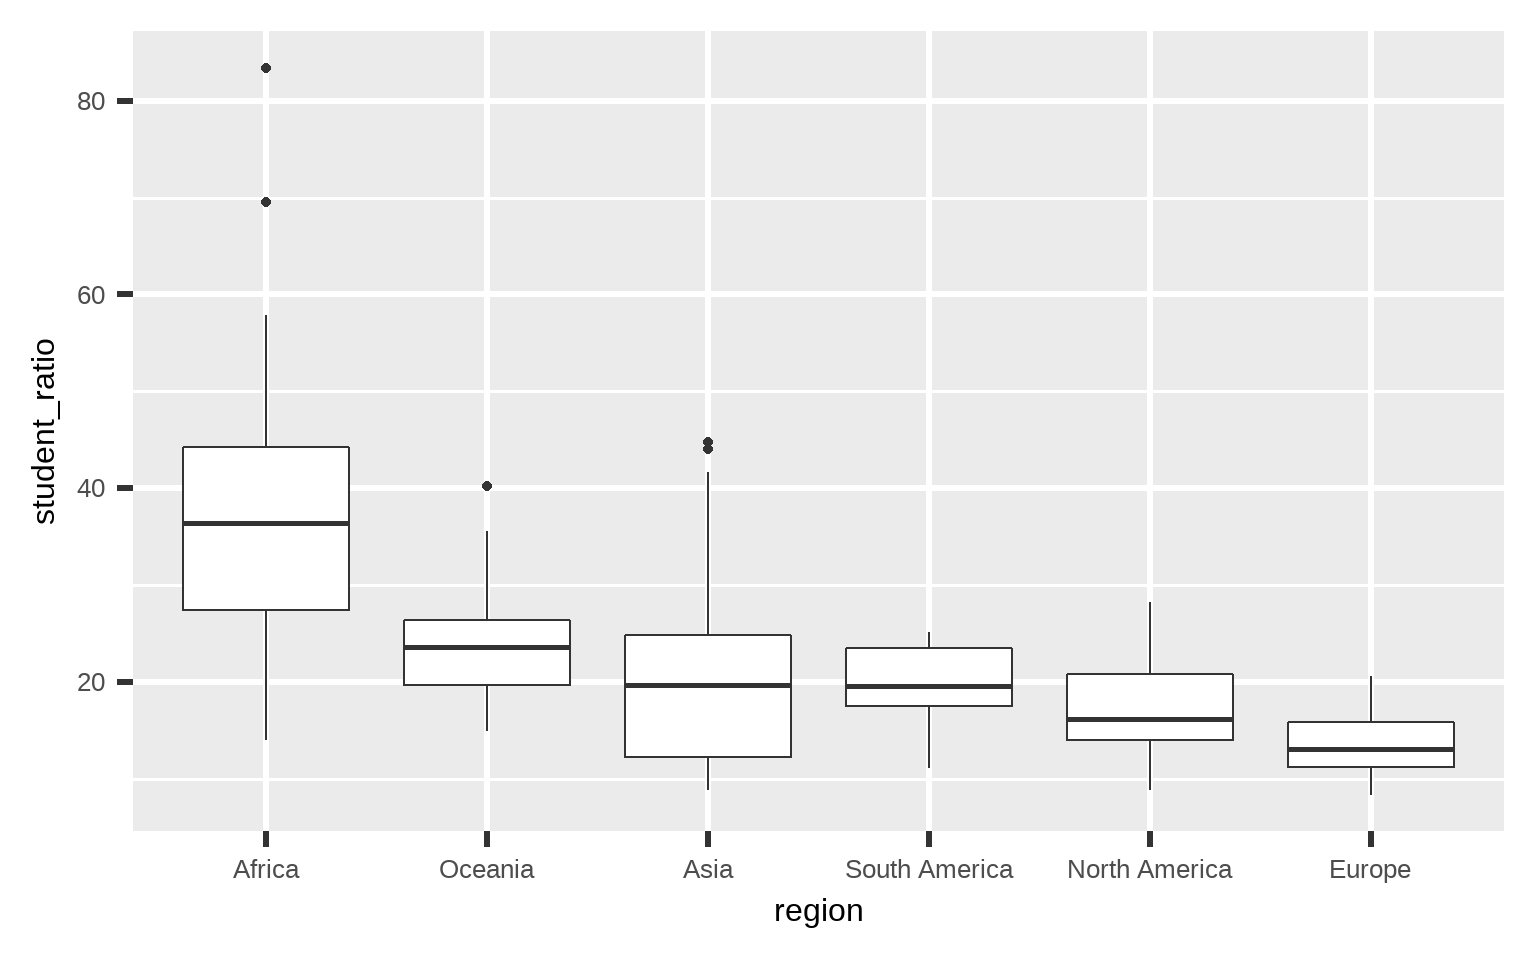 student_ratio
80
60
40
20
Africa
Oceania
Asia
South America
North America
Europe
region